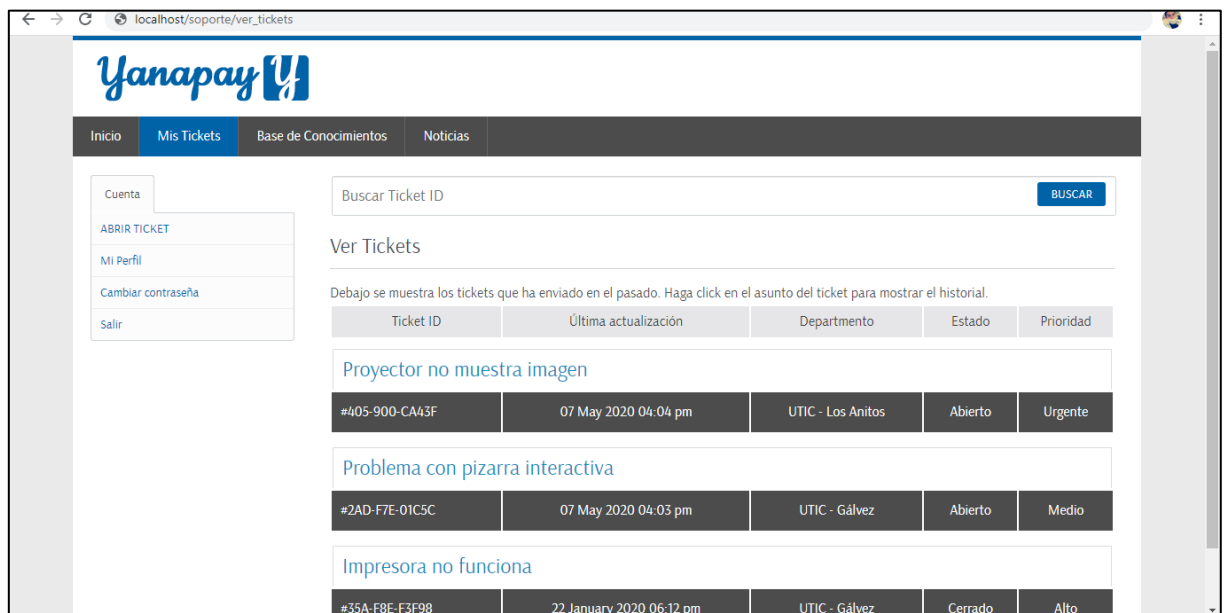 localhost/soporte/ver_tickets
Yanapay Y
Inicio Mis Tickets Base de Conocimientos Noticias
Cuenta
ABRIR TICKET
Mi Perfil
Cambiar contraseña
Salir
Buscar Ticket ID BUSCAR
Ver Tickets
Debajo se muestra los tickets que ha enviado en el pasado. Haga click en el asunto del ticket para mostrar el historial.
Ticket ID Última actualización Departmento Estado Prioridad
Proyector no muestra imagen
#405-900-CA43F 07 May 2020 04:04 pm UTIC - Los Anitos Abierto Urgente
Problema con pizarra interactiva
#2AD-F7E-01C5C 07 May 2020 04:03 pm UTIC - Gálvez Abierto Medio
Impresora no funciona
#35A-F8E-F3F98 22 January 2020 06:12 pm UTIC - Gálvez Cerrado Alto